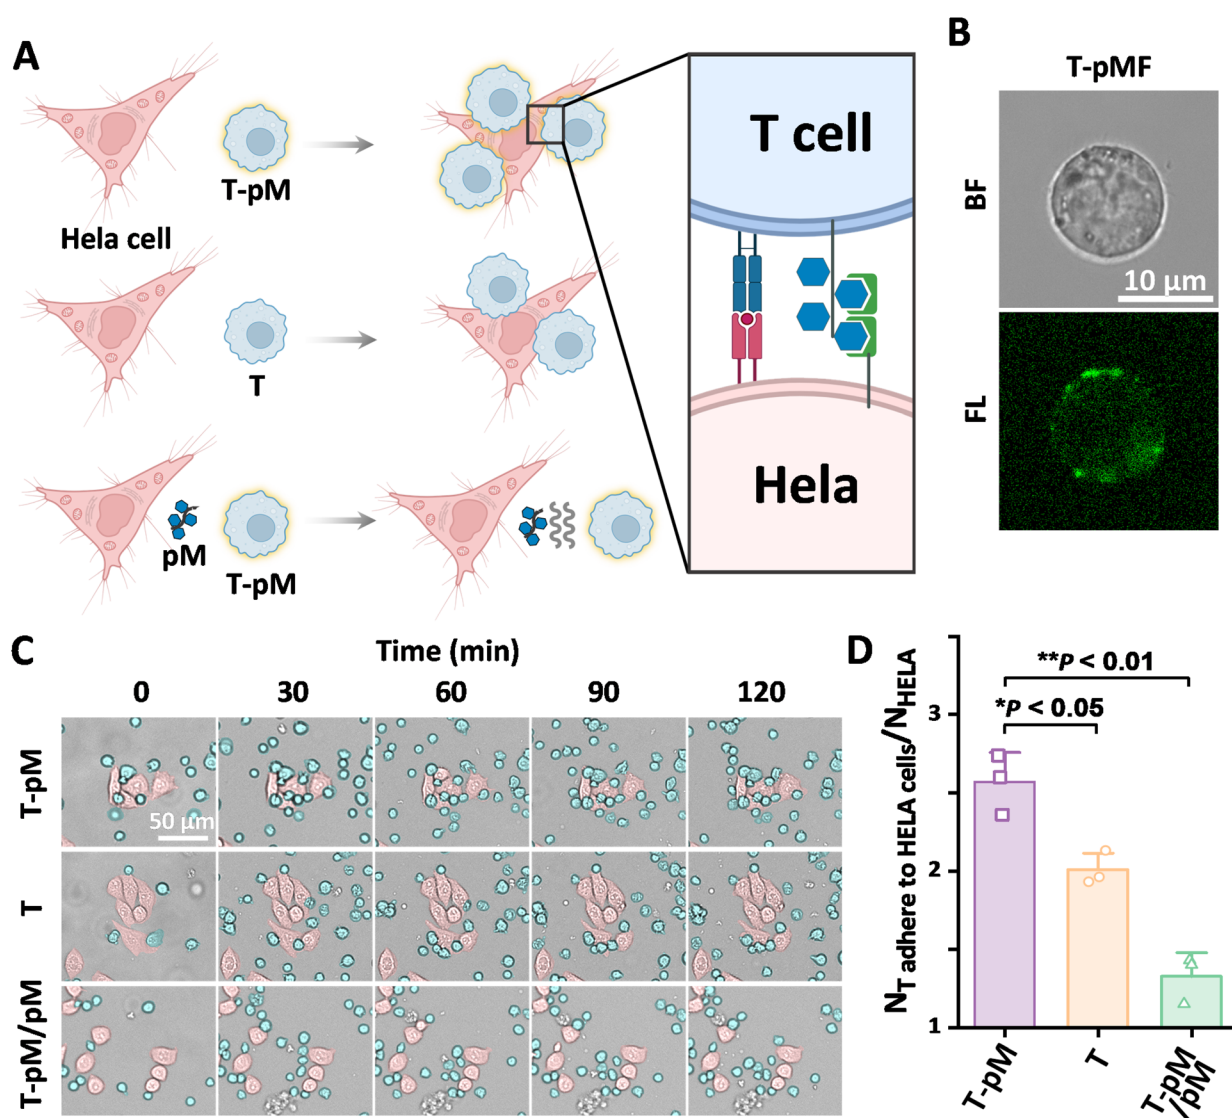 A
T-pM
Hela cell
T
pM
T-pM
T cell
Hela
B
T-pMF
BF
10 μm
FL
C
Time (min)
0 30 60 90 120
T-pM
50 μm
T
T-pM/pM
D
N_T adhere to HELA cells/N_HELA
3
2
1
**P < 0.01
*P < 0.05
T-pM
T
T-pM
/pM